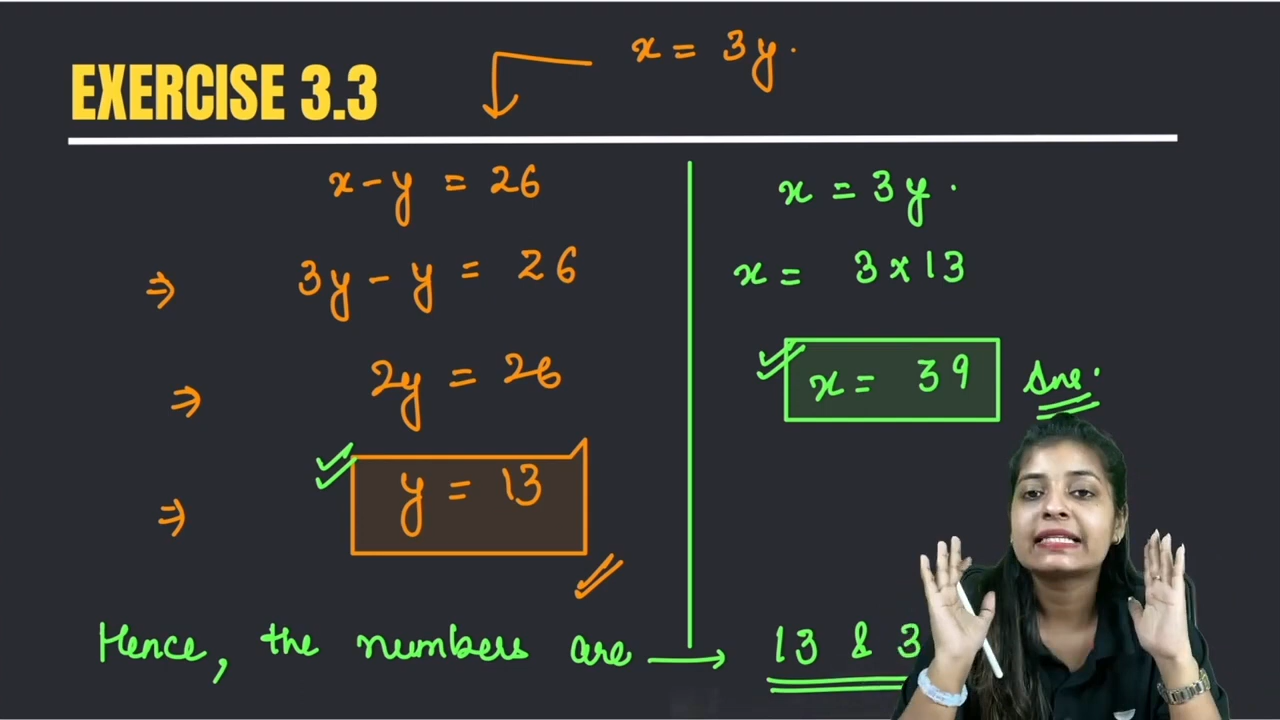 x = 3y.
EXERCISE 3.3
x - y = 26
⇒ 3y - y = 26
⇒ 2y = 26
⇒ y = 13
x = 3y.
x = 3 × 13
x = 39 Ans.
Hence, the numbers are → 13 & 3